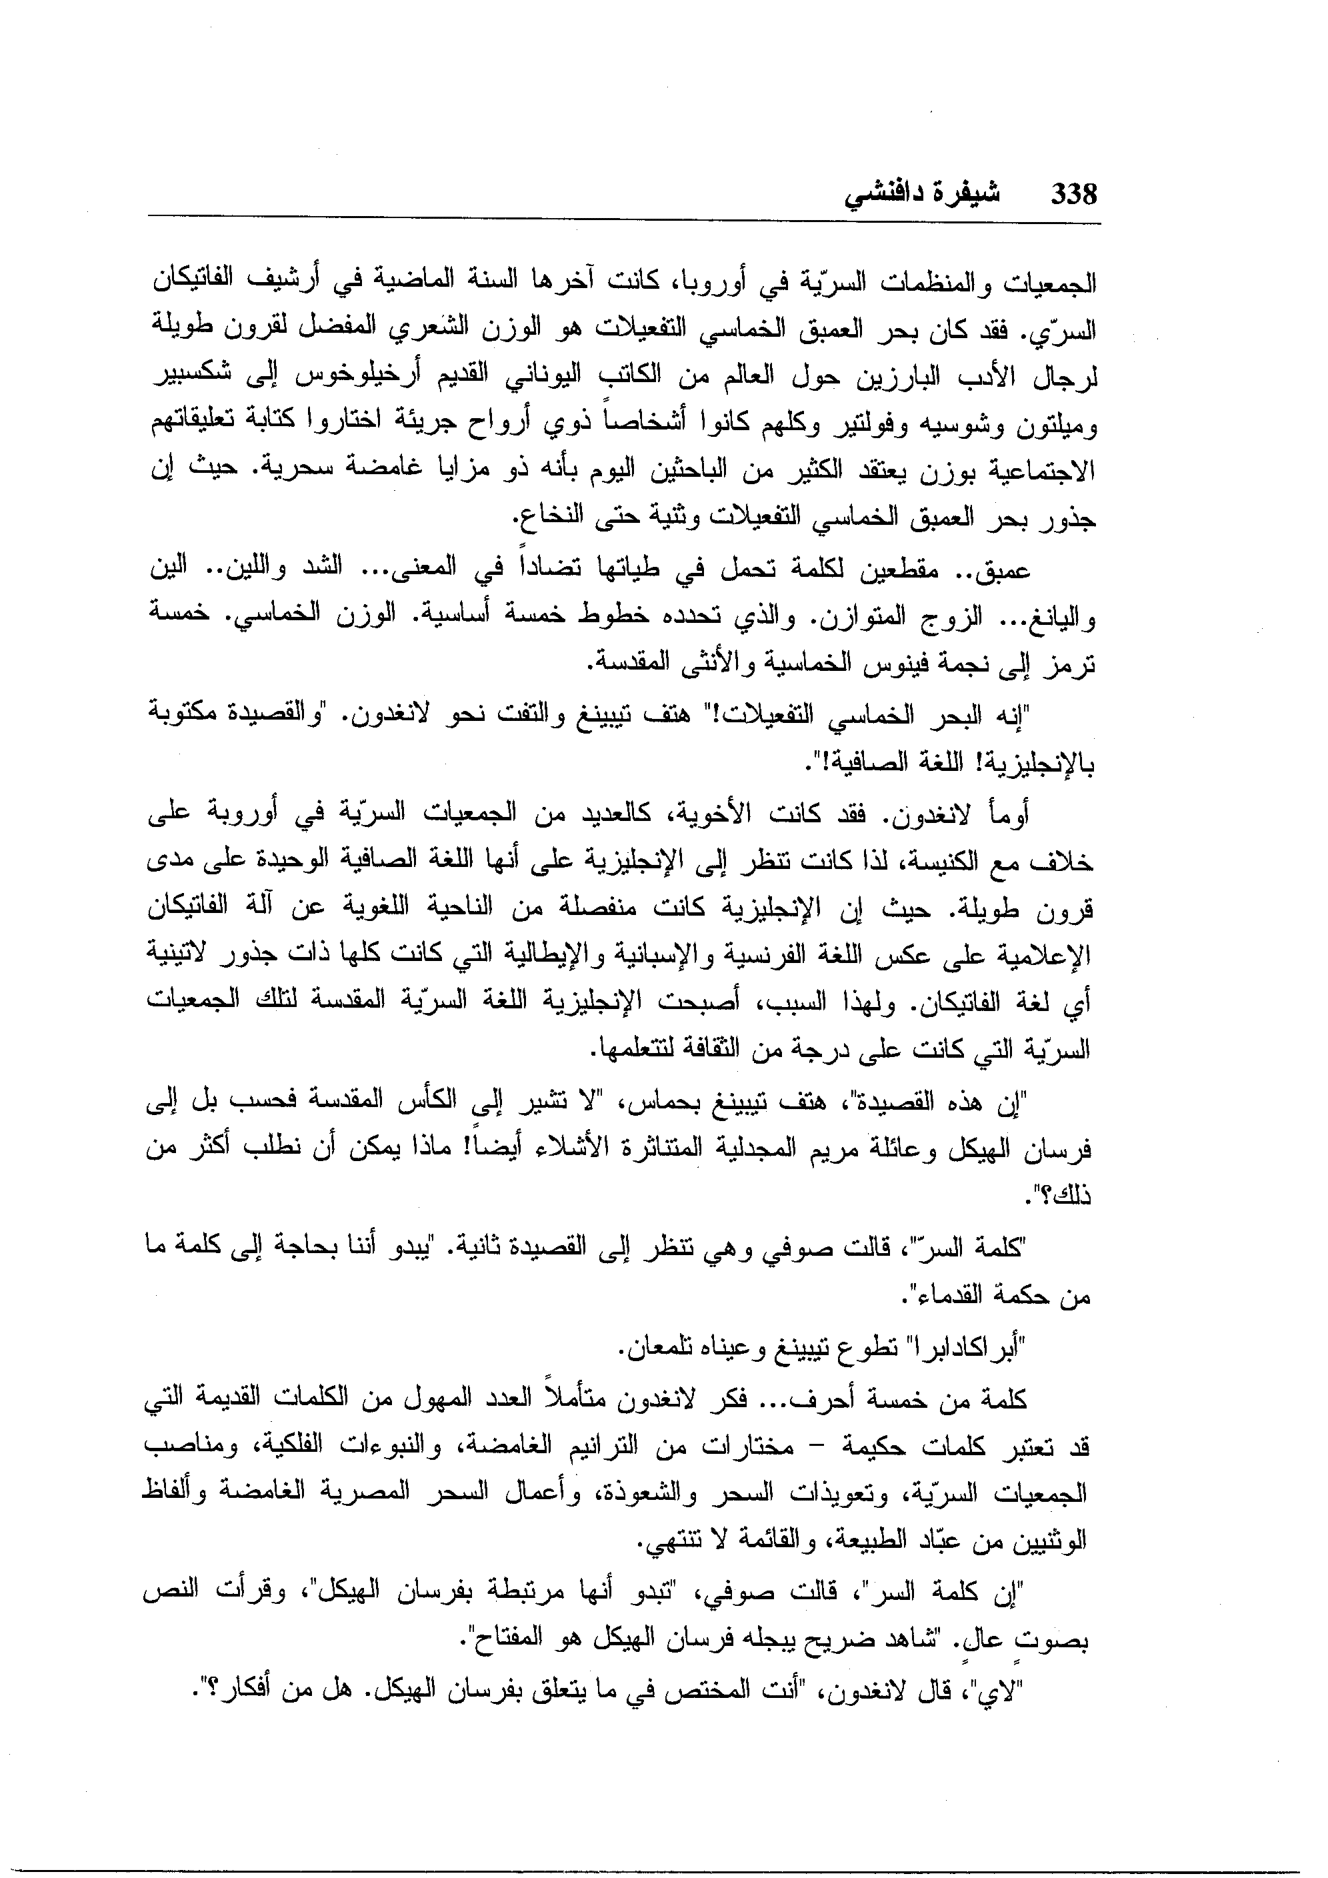 338 شيفرة دافنشي
الجمعيات والمنظمات السريّة في أوروبا، كانت آخرها السنة الماضية في أرشيف الفاتيكان
السرّي. فقد كان بحر العمبق الخماسي التفعيلات هو الوزن الشعري المفضل لقرون طويلة
لرجال الأدب البارزين حول العالم من الكاتب اليوناني القديم أرخيلوخوس إلى شكسبير
وميلتون وشوسيه وفولتير وكلهم كانوا أشخاصاً ذوي أرواح جريئة اختاروا كتابة تعليقاتهم
الاجتماعية بوزن يعتقد الكثير من الباحثين اليوم بأنه ذو مزايا غامضة سحرية. حيث إن
جذور بحر العمبق الخماسي التفعيلات وثنية حتى النخاع.
عمبق.. مقطعين لكلمة تحمل في طياتها تضاداً في المعنى... الشد واللين.. الين
واليانغ... الزوج المتوازن. والذي تحدده خطوط خمسة أساسية. الوزن الخماسي. خمسة
ترمز إلى نجمة فينوس الخماسية والأنثى المقدسة.
"إنه البحر الخماسي التفعيلات!" هتف تيبينغ والتفت نحو لانغدون. "والقصيدة مكتوبة
بالإنجليزية! اللغة الصافية!".
أومأ لانغدون. فقد كانت الأخوية، كالعديد من الجمعيات السريّة في أوروبة على
خلاف مع الكنيسة، لذا كانت تنظر إلى الإنجليزية على أنها اللغة الصافية الوحيدة على مدى
قرون طويلة. حيث إن الإنجليزية كانت منفصلة من الناحية اللغوية عن آلة الفاتيكان
الإعلامية على عكس اللغة الفرنسية والإسبانية والإيطالية التي كانت كلها ذات جذور لاتينية
أي لغة الفاتيكان. ولهذا السبب، أصبحت الإنجليزية اللغة السريّة المقدسة لتلك الجمعيات
السريّة التي كانت على درجة من الثقافة لتتعلمها.
"إن هذه القصيدة"، هتف تيبينغ بحماس، "لا تشير إلى الكأس المقدسة فحسب بل إلى
فرسان الهيكل وعائلة مريم المجدلية المتناثرة الأشلاء أيضاً! ماذا يمكن أن نطلب أكثر من
ذلك؟".
"كلمة السرّ"، قالت صوفي وهي تنظر إلى القصيدة ثانية. "يبدو أننا بحاجة إلى كلمة ما
من حكمة القدماء".
"أبراكادابرا" تطوع تيبينغ وعيناه تلمعان.
كلمة من خمسة أحرف... فكر لانغدون متأملاً العدد المهول من الكلمات القديمة التي
قد تعتبر كلمات حكيمة – مختارات من الترانيم الغامضة، والنبوءات الفلكية، ومناصب
الجمعيات السريّة، وتعويذات السحر والشعوذة، وأعمال السحر المصرية الغامضة وألفاظ
الوثنيين من عبّاد الطبيعة، والقائمة لا تنتهي.
"إن كلمة السر"، قالت صوفي، "تبدو أنها مرتبطة بفرسان الهيكل"، وقرأت النص
بصوتٍ عالٍ. "شاهد ضريح يبجله فرسان الهيكل هو المفتاح".
"لاي"، قال لانغدون، "أنت المختص في ما يتعلق بفرسان الهيكل. هل من أفكار؟".